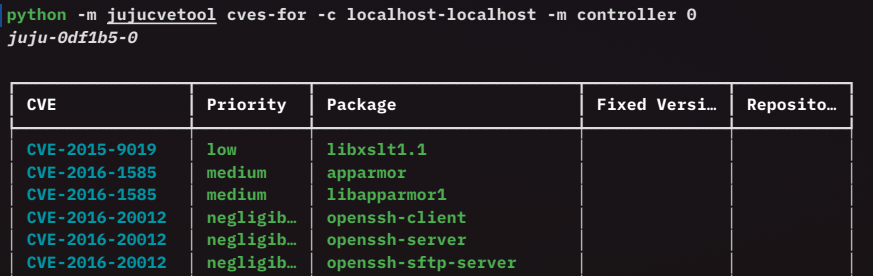 python -m jujucvetool cves-for -c localhost-localhost -m controller 0
juju-0df1b5-0
CVE Priority Package Fixed Versi… Reposito…
CVE-2015-9019 low libxslt1.1
CVE-2016-1585 medium apparmor
CVE-2016-1585 medium libapparmor1
CVE-2016-20012 negligib… openssh-client
CVE-2016-20012 negligib… openssh-server
CVE-2016-20012 negligib… openssh-sftp-server